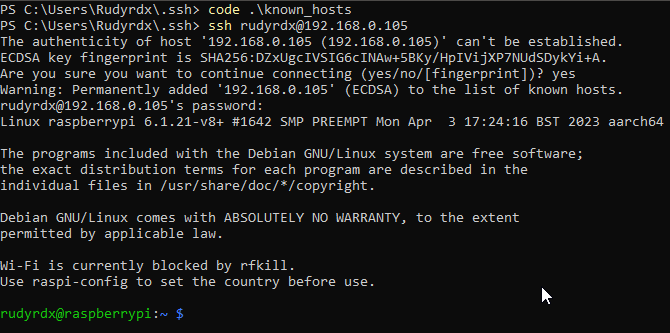 PS C:\Users\Rudyrdx\.ssh> code .\known_hosts
PS C:\Users\Rudyrdx\.ssh> ssh rudyrdx@192.168.0.105
The authenticity of host '192.168.0.105 (192.168.0.105)' can't be established.
ECDSA key fingerprint is SHA256:DZxUgcIVSIG6cINAw+5BKy/HpIVijXP7NUdSDykYi+A.
Are you sure you want to continue connecting (yes/no/[fingerprint])? yes
Warning: Permanently added '192.168.0.105' (ECDSA) to the list of known hosts.
rudyrdx@192.168.0.105's password:
Linux raspberrypi 6.1.21-v8+ #1642 SMP PREEMPT Mon Apr  3 17:24:16 BST 2023 aarch64

The programs included with the Debian GNU/Linux system are free software;
the exact distribution terms for each program are described in the
individual files in /usr/share/doc/*/copyright.

Debian GNU/Linux comes with ABSOLUTELY NO WARRANTY, to the extent
permitted by applicable law.

Wi-Fi is currently blocked by rfkill.
Use raspi-config to set the country before use.

rudyrdx@raspberrypi:~ $